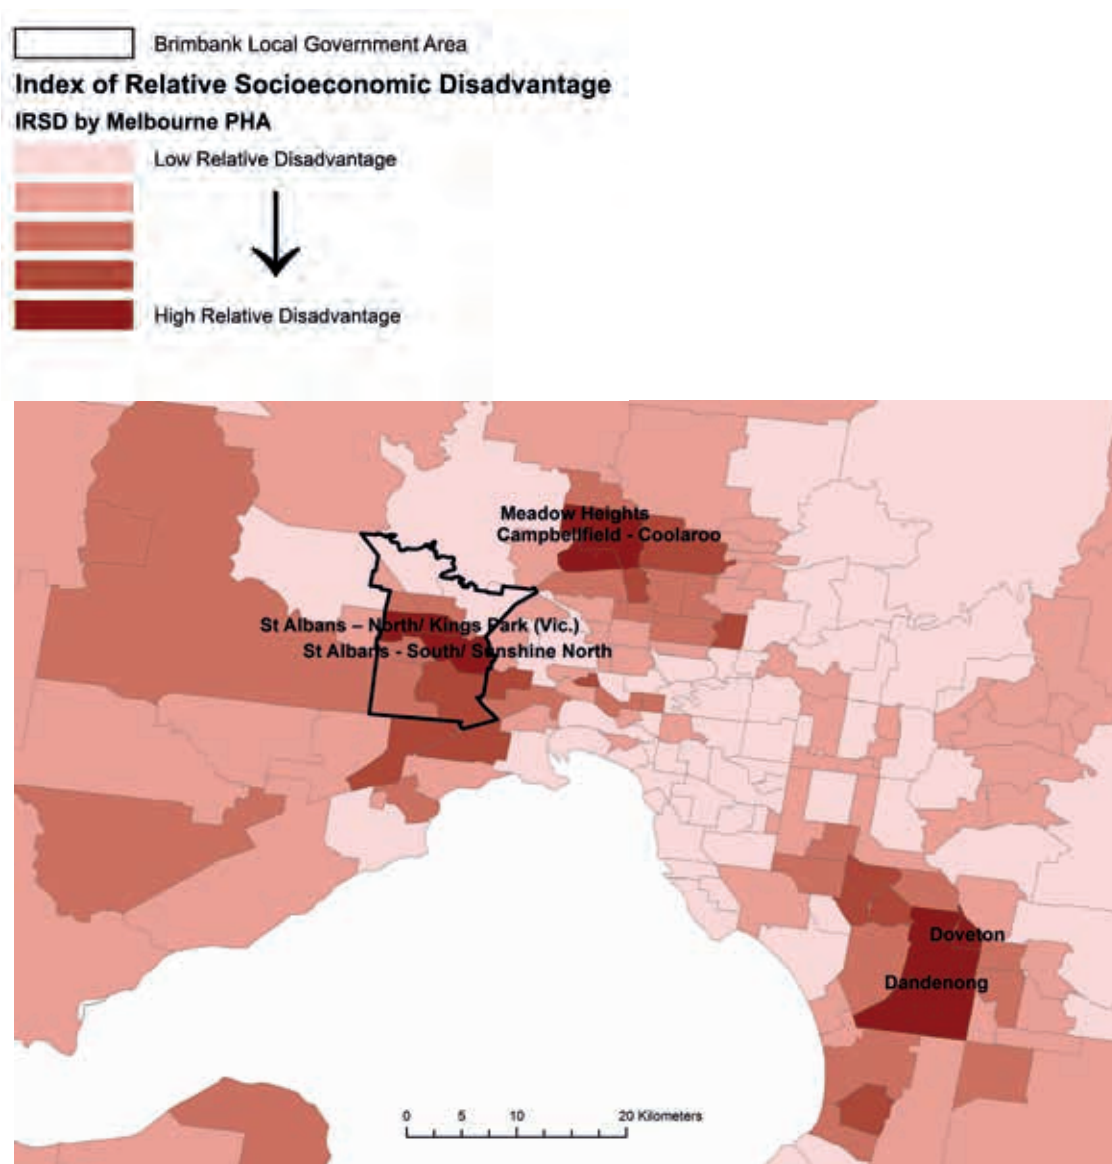 Brimbank Local Government Area
Index of Relative Socioeconomic Disadvantage
IRSD by Melbourne PHA
Low Relative Disadvantage
High Relative Disadvantage
Meadow Heights
Campbellfield - Coolaroo
St Albans – North/ Kings Park (Vic.)
St Albans - South/ Sunshine North
Doveton
Dandenong
0 5 10 20 Kilometers